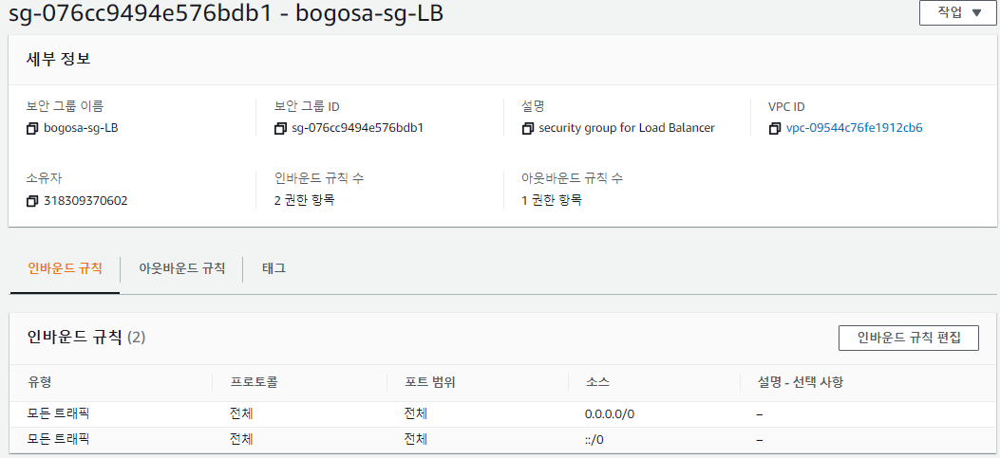 sg-076cc9494e576bdb1 - bogosa-sg-LB
작업 ▼
세부 정보
보안 그룹 이름
bogosa-sg-LB
보안 그룹 ID
sg-076cc9494e576bdb1
설명
security group for Load Balancer
VPC ID
vpc-09544c76fe1912cb6
소유자
318309370602
인바운드 규칙 수
2 권한 항목
아웃바운드 규칙 수
1 권한 항목
인바운드 규칙 아웃바운드 규칙 태그
인바운드 규칙 (2)
인바운드 규칙 편집
유형 프로토콜 포트 범위 소스 설명 - 선택 사항
모든 트래픽 전체 전체 0.0.0.0/0 –
모든 트래픽 전체 전체 ::/0 –